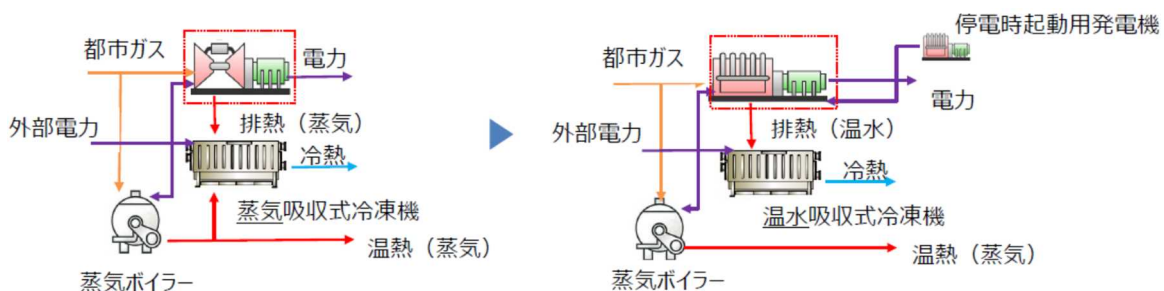 都市ガス
電力
外部電力
排熱（蒸気）
冷熱
蒸気吸収式冷凍機
温熱（蒸気）
蒸気ボイラー
停電時起動用発電機
都市ガス
電力
外部電力
排熱（温水）
冷熱
温水吸収式冷凍機
温熱（蒸気）
蒸気ボイラー